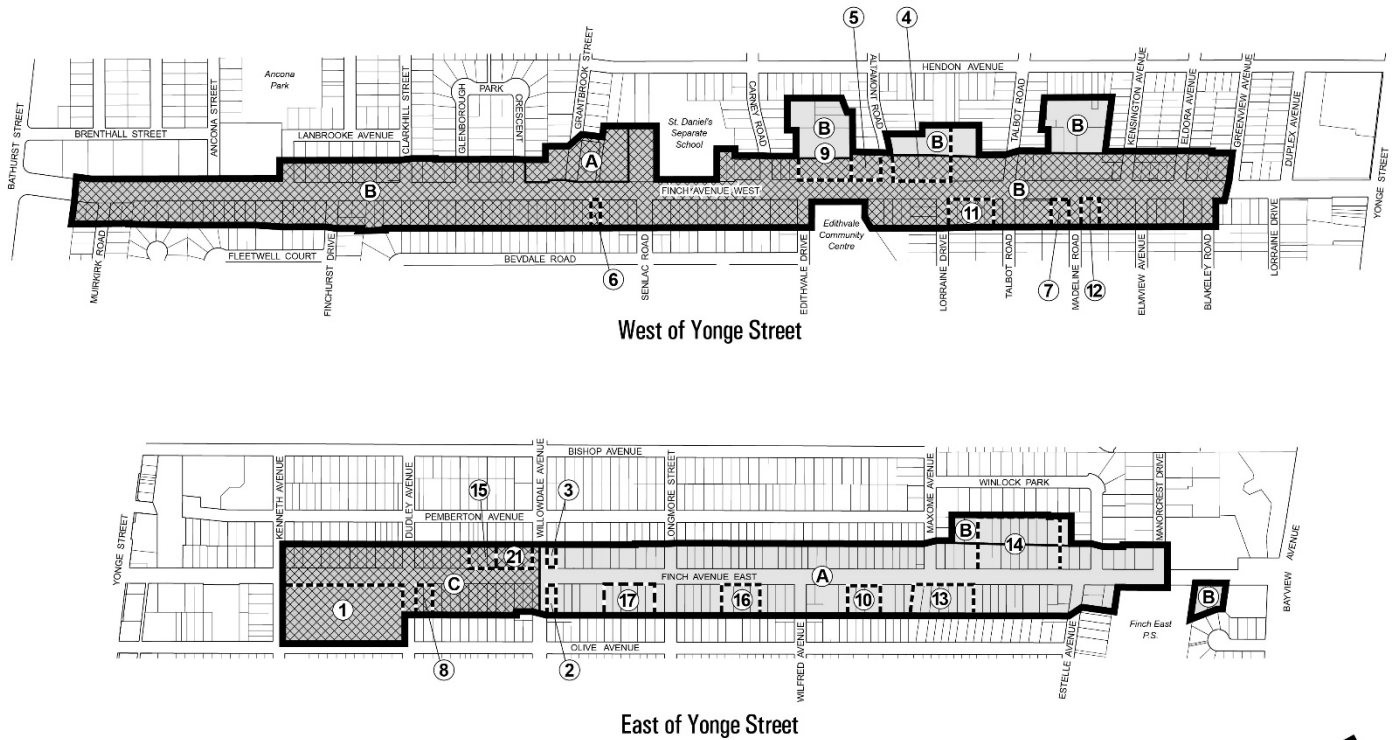 5
4
BATHURST STREET
BRENTHALL STREET
ANCONA STREET
Ancona
Park
LANBROOKE AVENUE
CLARKHILL STREET
GLENBOROUGH
PARK
CRESCENT
GRANTBROOK STREET
St. Daniel's
Separate
School
CARNEY ROAD
ALTAMONT ROAD
HENDON AVENUE
TALBOT ROAD
KENSINGTON AVENUE
ELDORA AVENUE
GREENVIEW AVENUE
DUPLEX AVENUE
YONGE STREET
B
B
B
A
9
B
FINCH AVENUE WEST
B
11
Edithvale
Community
Centre
MUIRKIRK ROAD
FLEETWELL COURT
FINCHURST DRIVE
BEVDALE ROAD
6
SENLAC ROAD
EDITHVALE DRIVE
LORRAINE DRIVE
TALBOT ROAD
7
MADELINE ROAD
12
ELMVIEW AVENUE
BLAKELEY ROAD
LORRAINE DRIVE
West of Yonge Street
YONGE STREET
KENNETH AVENUE
DUDLEY AVENUE
BISHOP AVENUE
WILLOWDALE AVENUE
LONGMORE STREET
MAXOME AVENUE
WINLOCK PARK
MANORCREST DRIVE
BAYVIEW AVENUE
15
3
PEMBERTON AVENUE
21
B
14
C
FINCH AVENUE EAST
A
1
17
16
10
13
B
Finch East
P.S.
8
2
OLIVE AVENUE
WILFRED AVENUE
ESTELLE AVENUE
East of Yonge Street